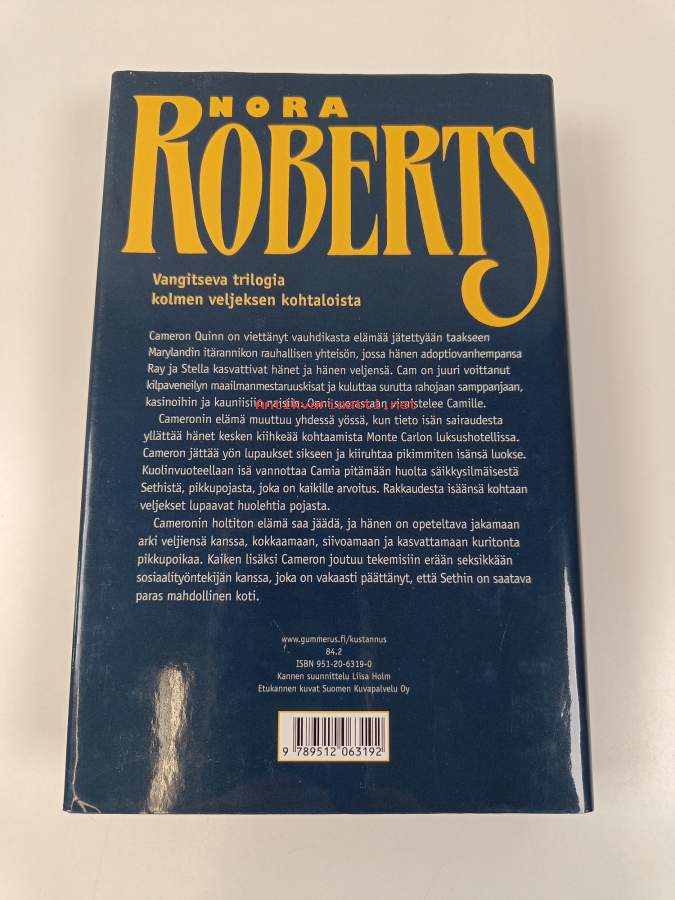 NORA
ROBERTS
Vangitseva trilogia
kolmen veljeksen kohtaloista
Cameron Quinn on viettänyt vauhdikasta elämää jätettyään taakseen
Marylandin itärannikon rauhallisen yhteisön, jossa hänen adoptiovanhempansa
Ray ja Stella kasvattivat hänet ja hänen veljensä. Cam on juuri voittanut
kilpaveneilyn maailmanmestaruuskisat ja kuluttaa surutta rahojaan samppanjaan,
kasinoihin ja kauniisiin naisiin. Onni suorastaan virnistelee Camille.
Antikvariaatti.net
Cameronin elämä muuttuu yhdessä yössä, kun tieto isän sairaudesta
yllättää hänet kesken kiihkeää kohtaamista Monte Carlon luksushotellissa.
Cameron jättää yön lupaukset sikseen ja kiiruhtaa pikimmiten isänsä luokse.
Kuolinvuoteellaan isä vannottaa Camia pitämään huolta säikkysilmäisestä
Sethistä, pikkupojasta, joka on kaikille arvoitus. Rakkaudesta isäänsä kohtaan
veljekset lupaavat huolehtia pojasta.
Cameronin holtiton elämä saa jäädä, ja hänen on opeteltava jakamaan
arki veljiensä kanssa, kokkaamaan, siivoamaan ja kasvattamaan kuritonta
pikkupoikaa. Kaiken lisäksi Cameron joutuu tekemisiin erään seksikkään
sosiaalityöntekijän kanssa, joka on vakaasti päättänyt, että Sethin on saatava
paras mahdollinen koti.
www.gummerus.fi/kustannus
84.2
ISBN 951-20-6319-0
Kannen suunnittelu Liisa Holm
Etukannen kuvat Suomen Kuvapalvelu Oy
9 789512 063192